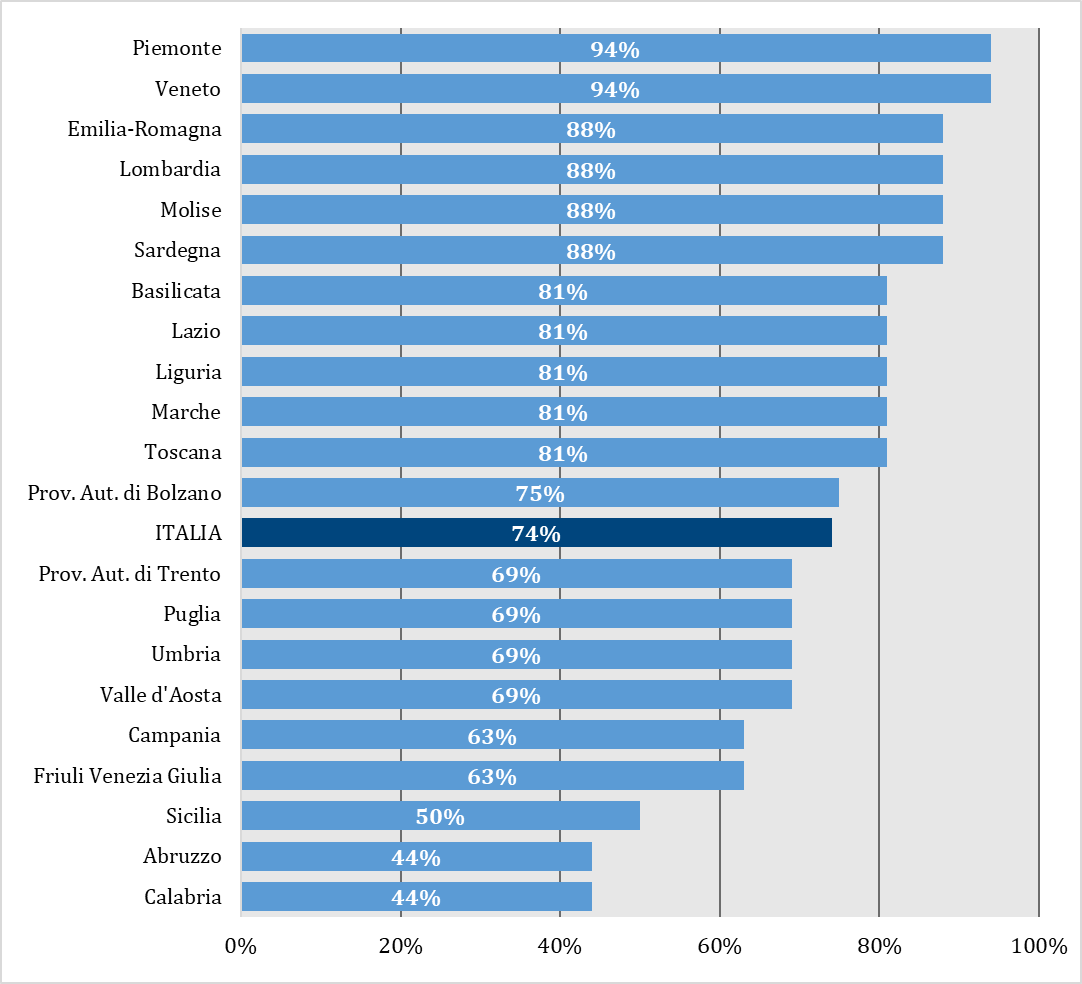 Piemonte 94%
Veneto 94%
Emilia-Romagna 88%
Lombardia 88%
Molise 88%
Sardegna 88%
Basilicata 81%
Lazio 81%
Liguria 81%
Marche 81%
Toscana 81%
Prov. Aut. di Bolzano 75%
ITALIA 74%
Prov. Aut. di Trento 69%
Puglia 69%
Umbria 69%
Valle d'Aosta 69%
Campania 63%
Friuli Venezia Giulia 63%
Sicilia 50%
Abruzzo 44%
Calabria 44%
0% 20% 40% 60% 80% 100%